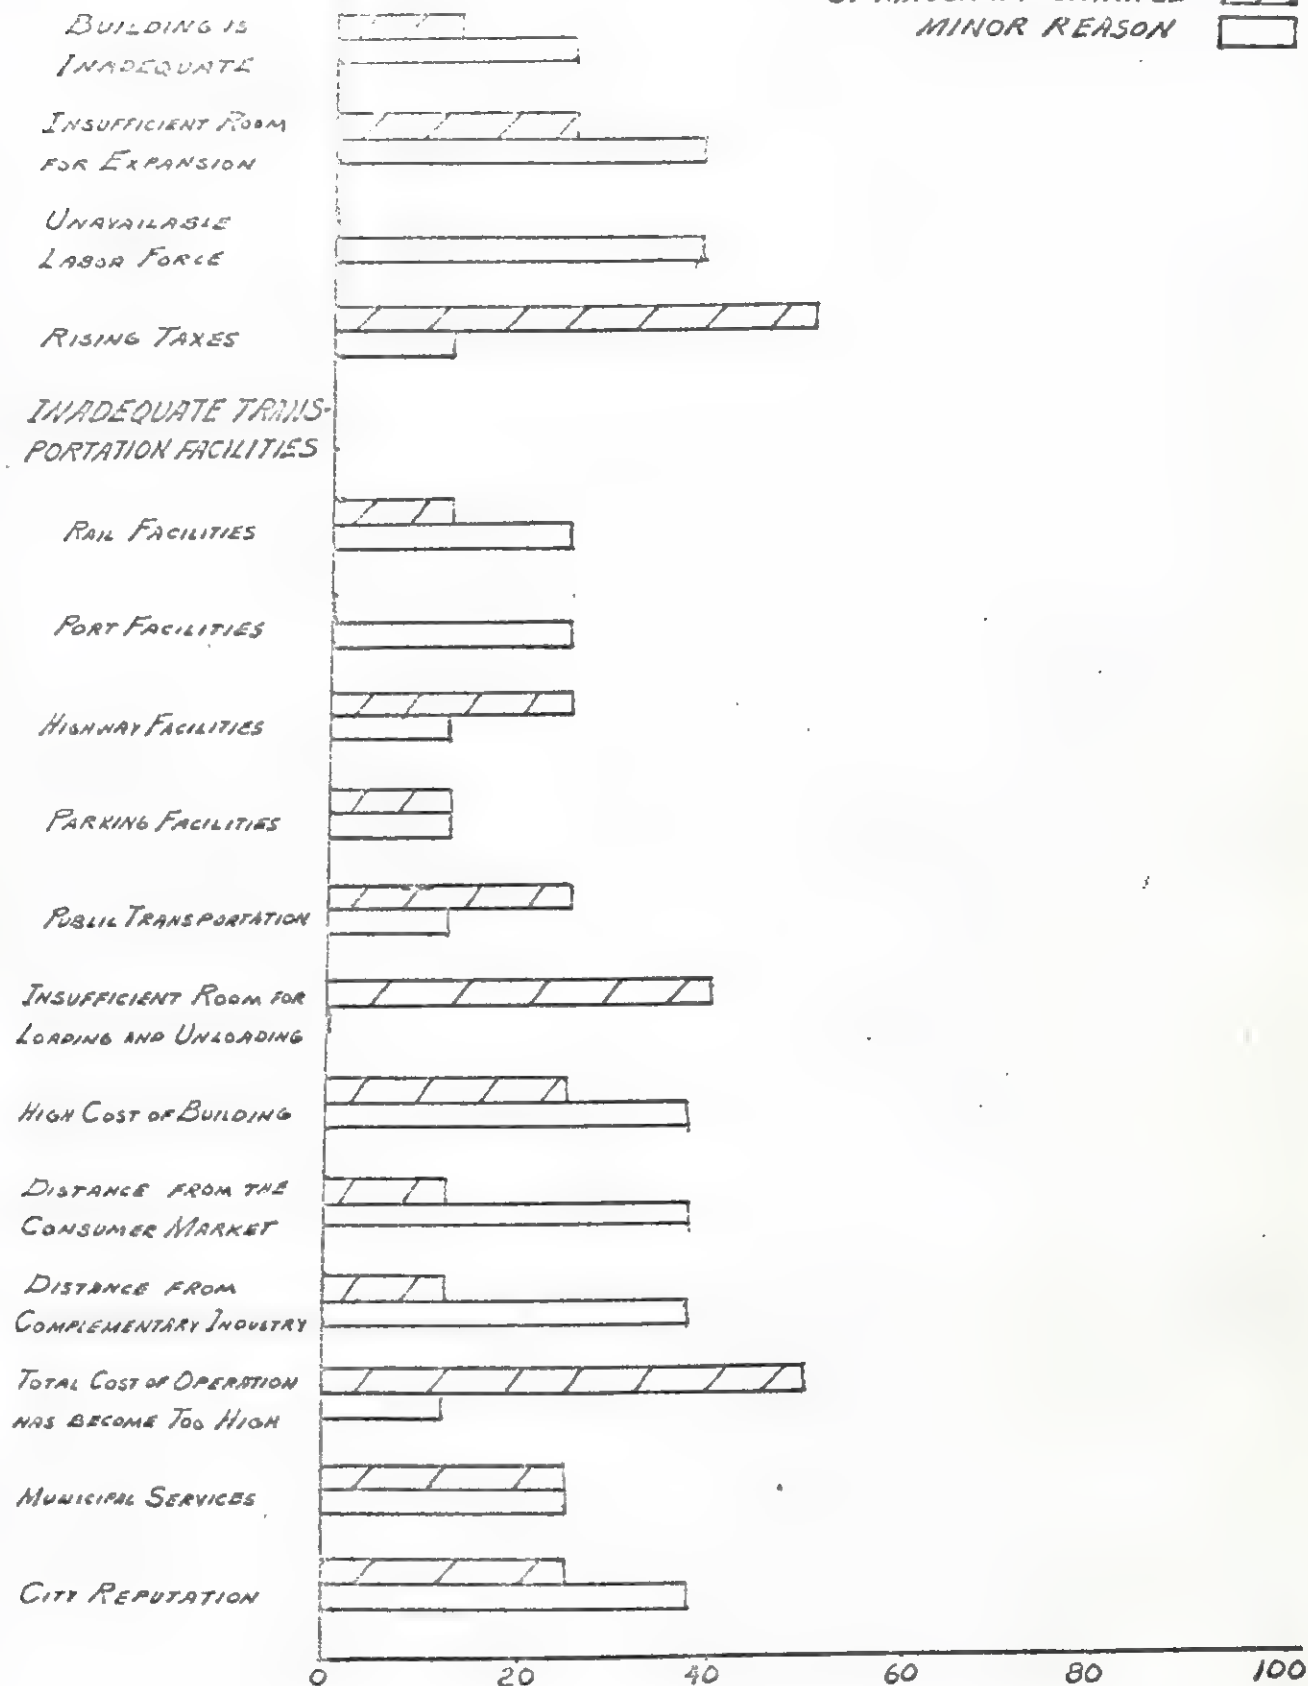 MINOR REASON
BUILDING IS
INADEQUATE
INSUFFICIENT ROOM
FOR EXPANSION
UNAVAILABLE
LABOR FORCE
RISING TAXES
INADEQUATE TRANS-
PORTATION FACILITIES
RAIL FACILITIES
PORT FACILITIES
HIGHWAY FACILITIES
PARKING FACILITIES
PUBLIC TRANSPORTATION
INSUFFICIENT ROOM FOR
LOADING AND UNLOADING
HIGH COST OF BUILDING
DISTANCE FROM THE
CONSUMER MARKET
DISTANCE FROM
COMPLEMENTARY INDUSTRY
TOTAL COST OF OPERATION
HAS BECOME TOO HIGH
MUNICIPAL SERVICES
CITY REPUTATION
0 20 40 60 80 100